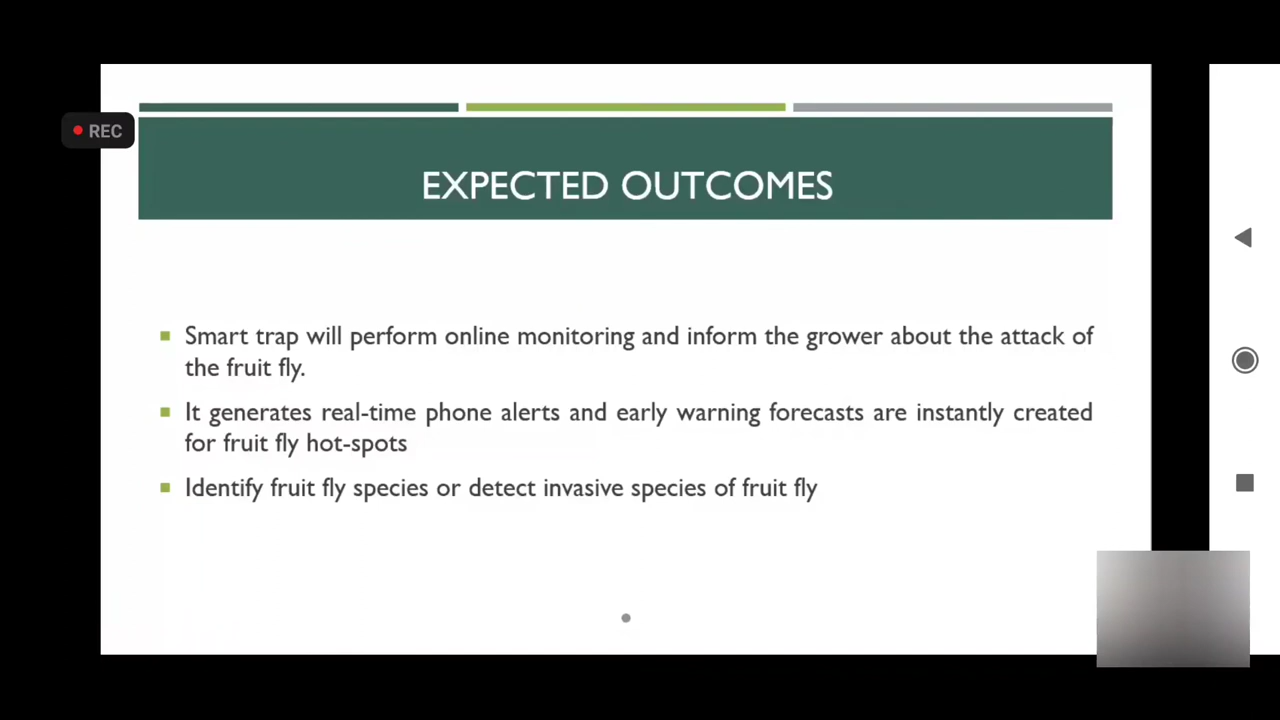 REC
EXPECTED OUTCOMES
Smart trap will perform online monitoring and inform the grower about the attack of
the fruit fly.
It generates real-time phone alerts and early warning forecasts are instantly created
for fruit fly hot-spots
Identify fruit fly species or detect invasive species of fruit fly